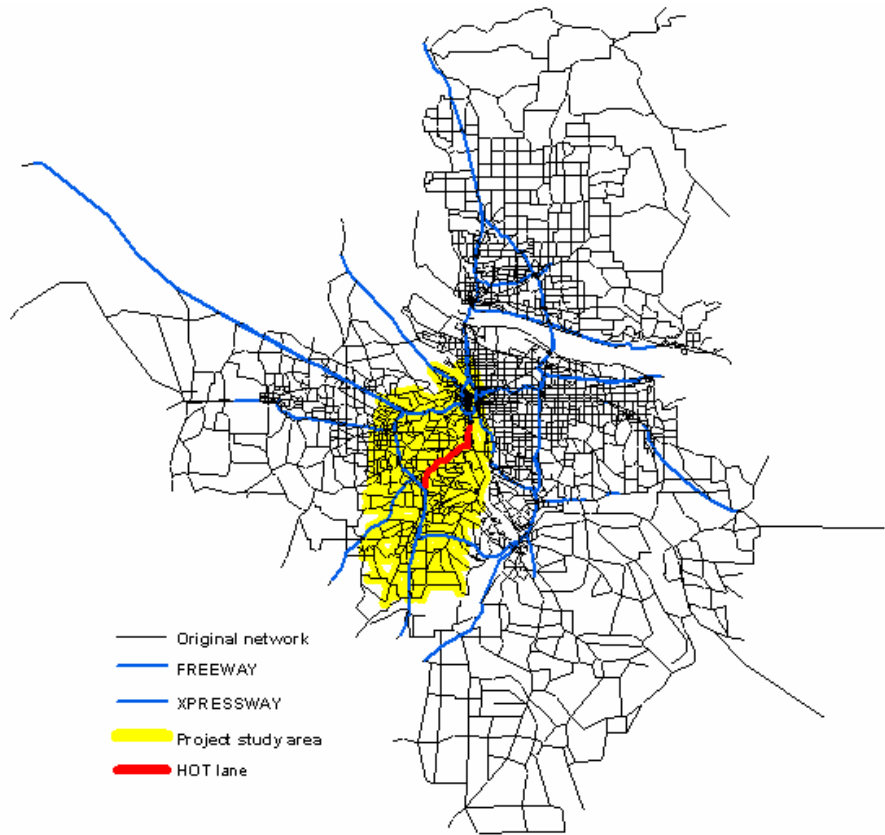 Original network
FREEWAY
XPRESSWAY
Project study area
HOT lane